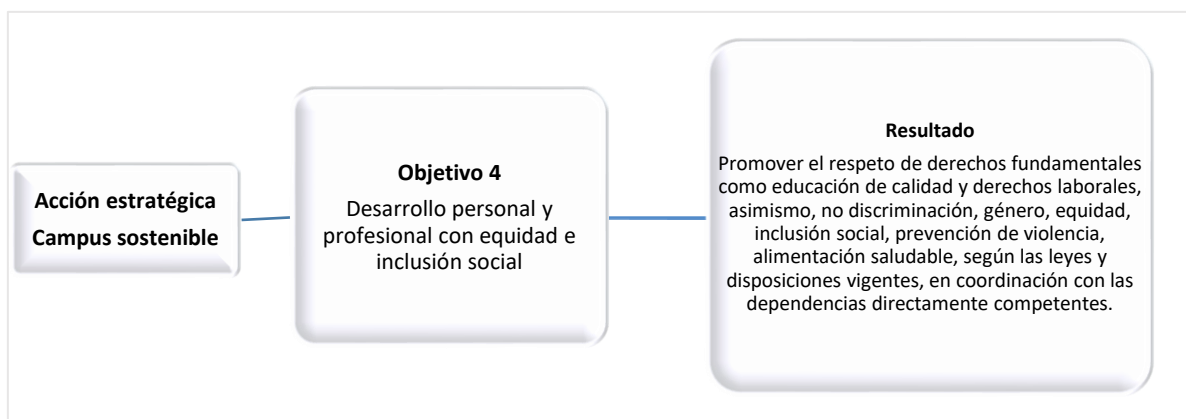 Acción estratégica
Campus sostenible
Objetivo 4
Desarrollo personal y
profesional con equidad e
inclusión social
Resultado
Promover el respeto de derechos fundamentales
como educación de calidad y derechos laborales,
asimismo, no discriminación, género, equidad,
inclusión social, prevención de violencia,
alimentación saludable, según las leyes y
disposiciones vigentes, en coordinación con las
dependencias directamente competentes.